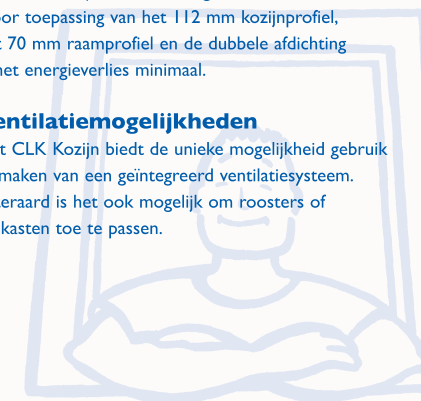 oor toepassing van het 112 mm kozijnprofiel,
t 70 mm raamprofiel en de dubbele afdichting
net energieverlies minimaal.
entilatiemogelijkheden
t CLK Kozijn biedt de unieke mogelijkheid gebruik
maken van een geïntegreerd ventilatiesysteem.
eraard is het ook mogelijk om roosters of
kasten toe te passen.